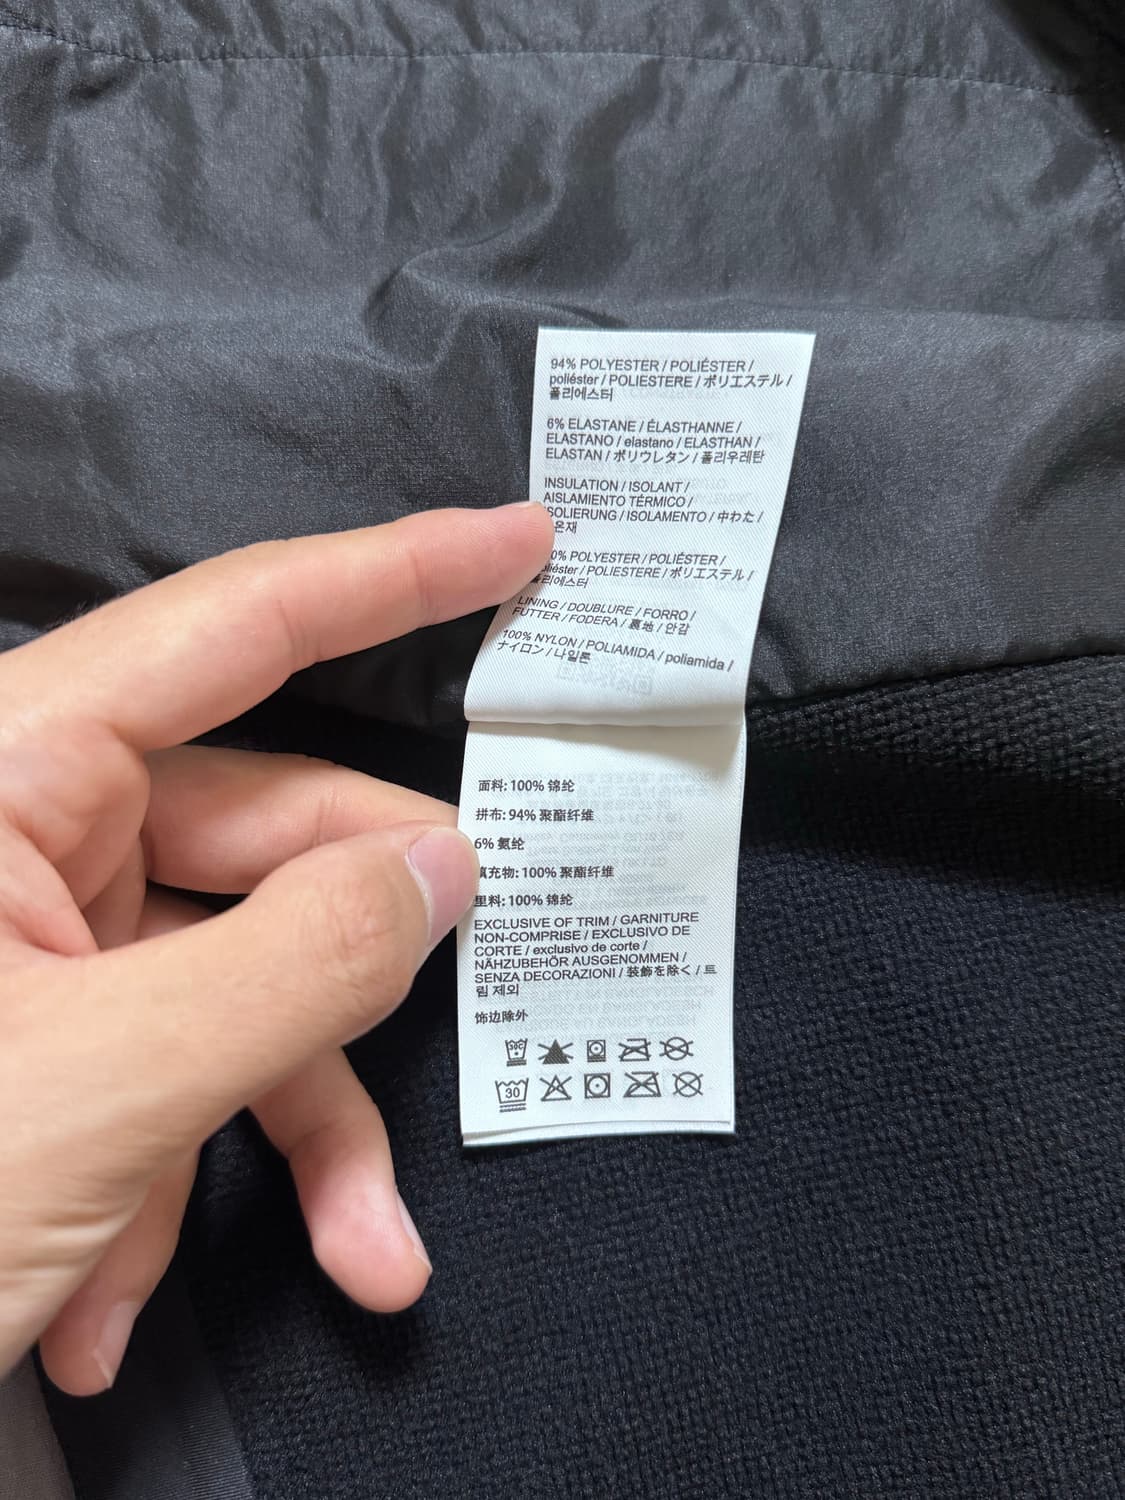 94% POLYESTER / POLIÉSTER /
poliéster / POLIESTERE / ポリエステル /
폴리에스터
6% ELASTANE / ÉLASTHANNE /
ELASTANO / elastano / ELASTHAN /
ELASTAN / ポリウレタン / 폴리우레탄
INSULATION / ISOLANT /
AISLAMIENTO TÉRMICO /
SOLIERUNG / ISOLAMENTO / 中わた /
은재
0% POLYESTER / POLIÉSTER /
liéster / POLIESTERE / ポリエステル /
폴리에스터
LINING / DOUBLURE / FORRO /
FUTTER / FODERA / 裏地 / 안감
100% NYLON / POLIAMIDA / poliamida /
ナイロン / 나일론
面料: 100% 锦纶
拼布: 94% 聚酯纤维
6% 氨纶
填充物: 100% 聚酯纤维
里料: 100% 锦纶
EXCLUSIVE OF TRIM / GARNITURE
NON-COMPRISE / EXCLUSIVO DE
CORTE / exclusivo de corte /
NÄHZUBEHÖR AUSGENOMMEN /
SENZA DECORAZIONI / 装飾を除く / 트
림 제외
饰边除外
30C
30